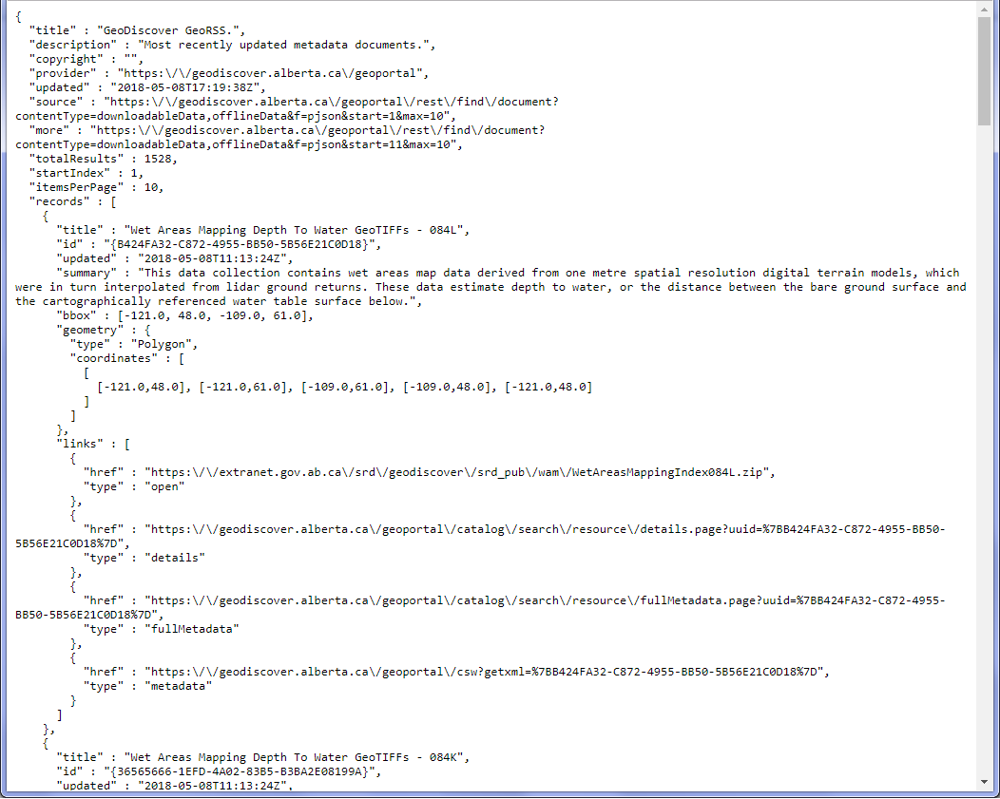 {
"title" : "GeoDiscover GeoRSS.",
"description" : "Most recently updated metadata documents.",
"copyright" : "",
"provider" : "https:\/\/geodiscover.alberta.ca\/geoportal",
"updated" : "2018-05-08T17:19:38Z",
"source" : "https:\/\/geodiscover.alberta.ca\/geoportal\/rest\/find\/document?
contentType=downloadableData,offlineData&f=pjson&start=1&max=10",
"more" : "https:\/\/geodiscover.alberta.ca\/geoportal\/rest\/find\/document?
contentType=downloadableData,offlineData&f=pjson&start=11&max=10",
"totalResults" : 1528,
"startIndex" : 1,
"itemsPerPage" : 10,
"records" : [
{
"title" : "Wet Areas Mapping Depth To Water GeoTIFFs - 084L",
"id" : "{B424FA32-C872-4955-BB50-5B56E21C0D18}",
"updated" : "2018-05-08T11:13:24Z",
"summary" : "This data collection contains wet areas map data derived from one metre spatial resolution digital terrain models, which
were in turn interpolated from lidar ground returns. These data estimate depth to water, or the distance between the bare ground surface and
the cartographically referenced water table surface below.",
"bbox" : [-121.0, 48.0, -109.0, 61.0],
"geometry" : {
"type" : "Polygon",
"coordinates" : [
[
[-121.0,48.0], [-121.0,61.0], [-109.0,61.0], [-109.0,48.0], [-121.0,48.0]
]
]
},
"links" : [
{
"href" : "https:\/\/extranet.gov.ab.ca\/srd\/geodiscover\/srd_pub\/wam\/WetAreasMappingIndex084L.zip",
"type" : "open"
},
{
"href" : "https:\/\/geodiscover.alberta.ca\/geoportal\/catalog\/search\/resource\/details.page?uuid=%7BB424FA32-C872-4955-BB50-
5B56E21C0D18%7D",
"type" : "details"
},
{
"href" : "https:\/\/geodiscover.alberta.ca\/geoportal\/catalog\/search\/resource\/fullMetadata.page?uuid=%7BB424FA32-C872-4955-
BB50-5B56E21C0D18%7D",
"type" : "fullMetadata"
},
{
"href" : "https:\/\/geodiscover.alberta.ca\/geoportal\/csw?getxml=%7BB424FA32-C872-4955-BB50-5B56E21C0D18%7D",
"type" : "metadata"
}
]
},
{
"title" : "Wet Areas Mapping Depth To Water GeoTIFFs - 084K",
"id" : "{36565666-1EFD-4A02-83B5-B3BA2E08199A}",
"updated" : "2018-05-08T11:13:24Z",